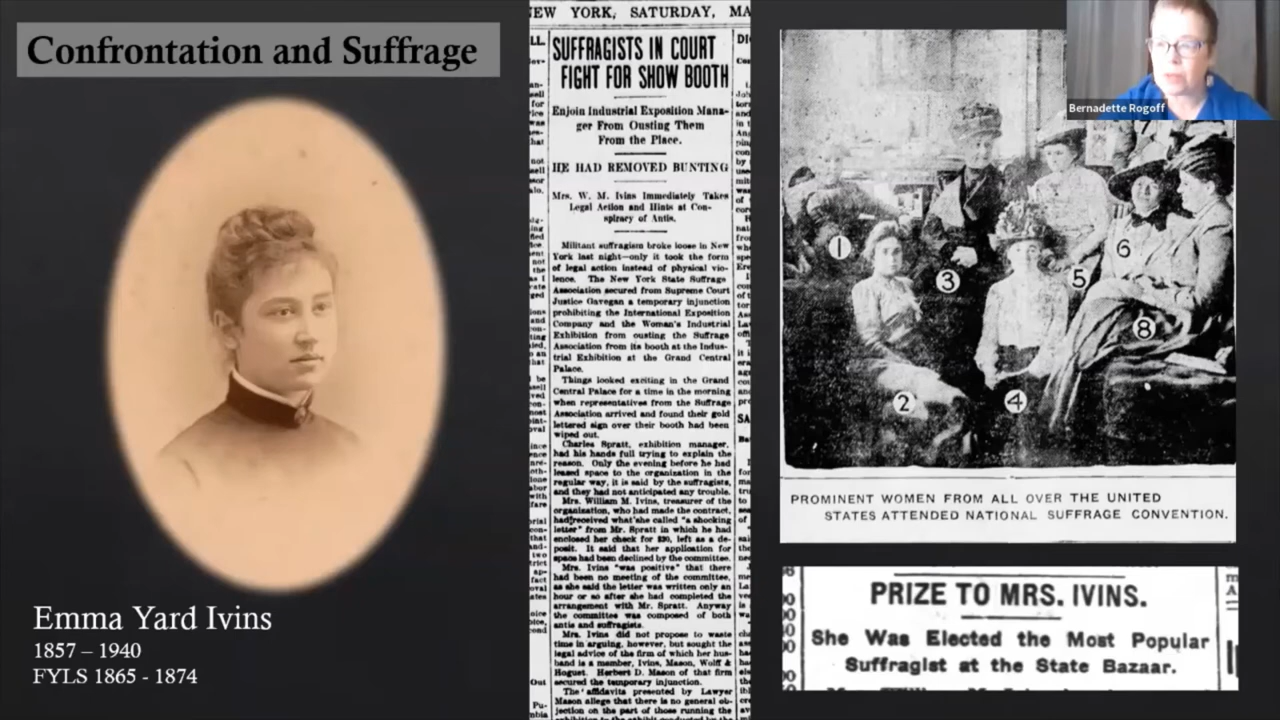 Confrontation and Suffrage
Emma Yard Ivins
1857 – 1940
FYLS 1865 - 1874
NEW YORK, SATURDAY, MA
SUFFRAGISTS IN COURT
FIGHT FOR SHOW BOOTH
Enjoin Industrial Exposition Mana-
ger From Ousting Them
From the Place.
HE HAD REMOVED BUNTING
Mrs. W. M. Ivins Immediately Takes
Legal Action and Hints at Con-
spiracy of Antis.
Militant suffragism broke loose in New
York last night—only it took the form
of legal action instead of physical vio-
lence. The New York State Suffrage
Association secured from Supreme Court
Justice Gavegan a temporary injunction
prohibiting the International Exposition
Company and the Woman's Industrial
Exhibition from ousting the Suffrage
Association from its booth at the Indus-
trial Exhibition at the Grand Central
Palace.
Things looked exciting in the Grand
Central Palace for a time in the morning
when representatives from the Suffrage
Association arrived and found their gold
lettered sign over their booth had been
wiped out.
Charles Spratt, exhibition manager,
had his hands full trying to explain the
reason. Only the evening before he had
leased space to the organization in the
regular way, it is said by the suffragists,
and they had not anticipated any trouble.
Mrs. William M. Ivins, treasurer of the
organization, who had made the contract,
had received what she called "a shocking
letter" from Mr. Spratt in which he had
enclosed her check for $30, left as a de-
posit. It said that her application for
space had been declined by the committee.
Mrs. Ivins "was positive" that there
had been no meeting of the committee,
as she said the letter was written only an
hour or so after she had completed the
arrangement with Mr. Spratt. Anyway
the committee was composed of both
antis and suffragists.
Mrs. Ivins did not propose to waste
time in arguing, however, but sought the
legal advice of the firm of which her hus-
band is a member, Ivins, Mason, Wolff &
Hoguet. Herbert D. Mason of that firm
secured the temporary injunction.
The affidavits presented by Lawyer
Mason allege that there is no general ob-
jection on the part of those running the
exhibition to the exhibit conducted by the
Bernadette Rogoff
1
2
3
4
5
6
8
PROMINENT WOMEN FROM ALL OVER THE UNITED
STATES ATTENDED NATIONAL SUFFRAGE CONVENTION.
PRIZE TO MRS. IVINS.
She Was Elected the Most Popular
Suffragist at the State Bazaar.